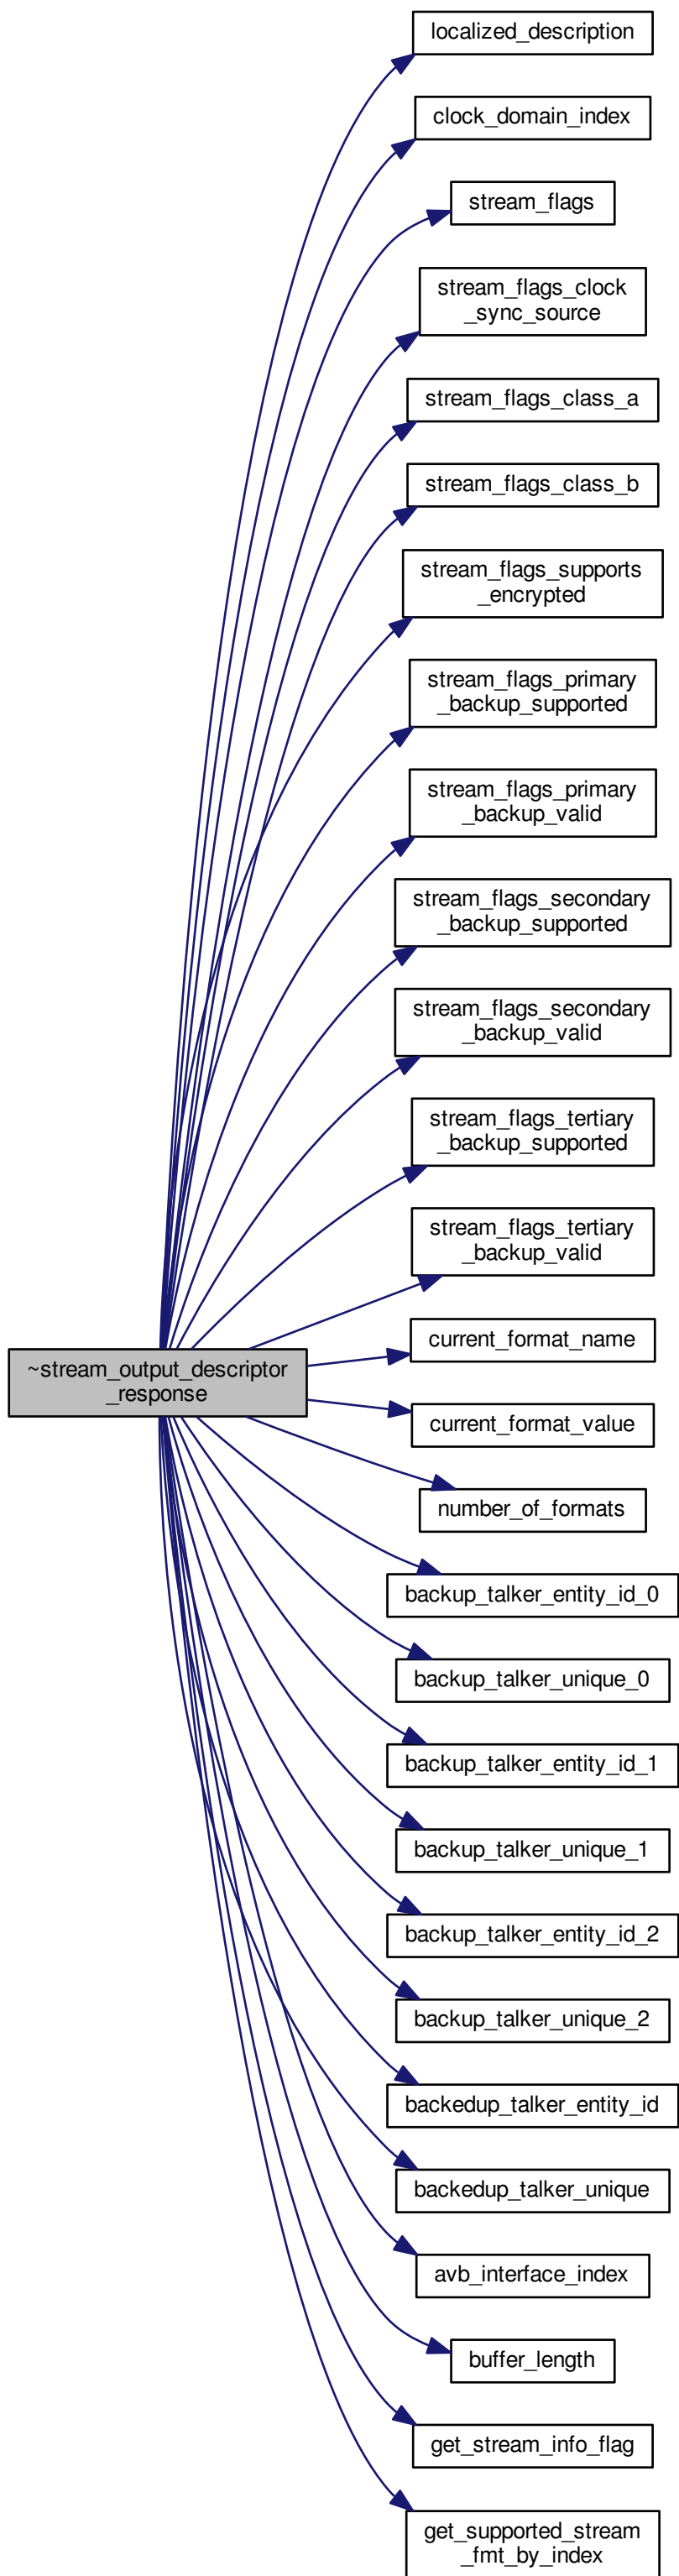 localized_description
clock_domain_index
stream_flags
stream_flags_clock
_sync_source
stream_flags_class_a
stream_flags_class_b
stream_flags_supports
_encrypted
stream_flags_primary
_backup_supported
stream_flags_primary
_backup_valid
stream_flags_secondary
_backup_supported
stream_flags_secondary
_backup_valid
stream_flags_tertiary
_backup_supported
stream_flags_tertiary
_backup_valid
~stream_output_descriptor
_response
current_format_name
current_format_value
number_of_formats
backup_talker_entity_id_0
backup_talker_unique_0
backup_talker_entity_id_1
backup_talker_unique_1
backup_talker_entity_id_2
backup_talker_unique_2
backedup_talker_entity_id
backedup_talker_unique
avb_interface_index
buffer_length
get_stream_info_flag
get_supported_stream
_fmt_by_index